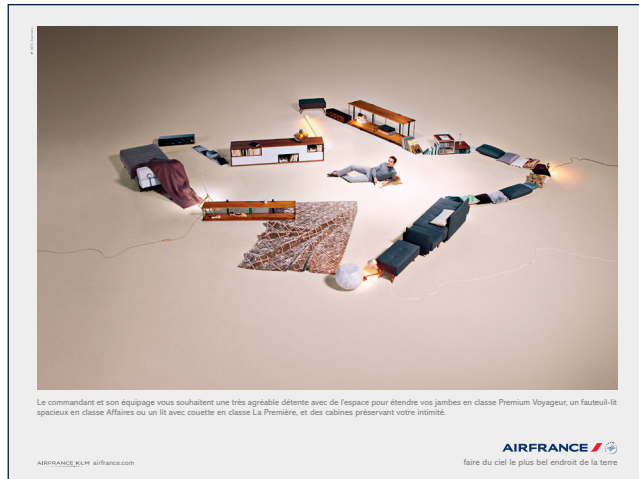 Le commandant et son équipage vous souhaitent une très agréable détente avec de l'espace pour étendre vos jambes en classe Premium Voyageur, un fauteuil-lit
spacieux en classe Affaires ou un lit avec couette en classe La Première, et des cabines préservant votre intimité.
AIRFRANCE
AIRFRANCE KLM airfrance.com
faire du ciel le plus bel endroit de la terre